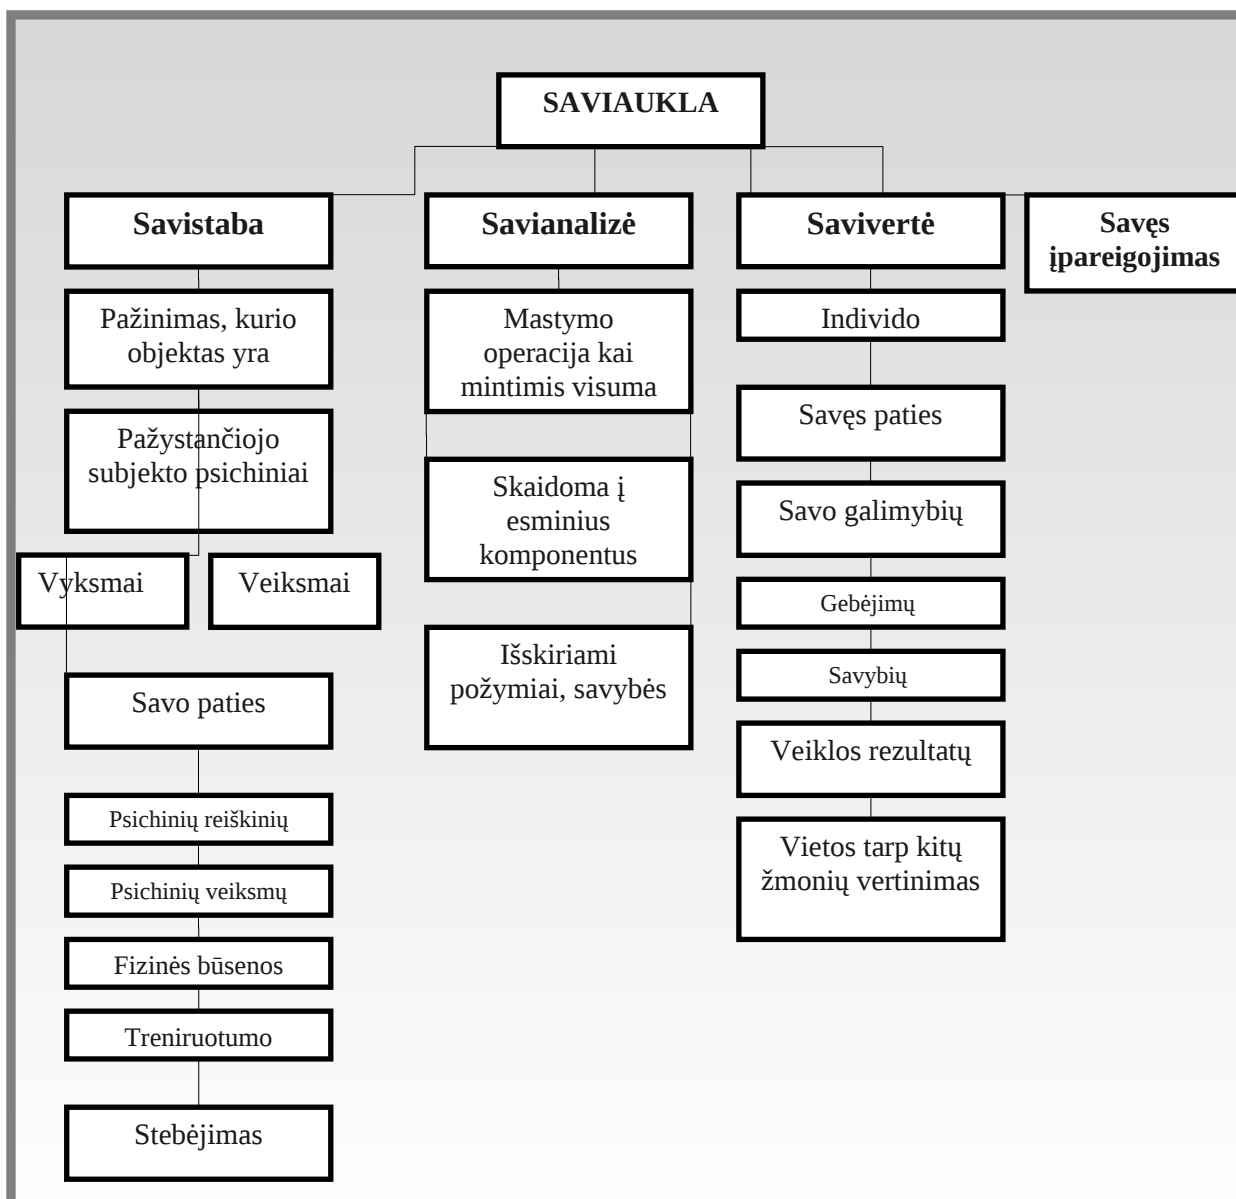 SAVIAUKLA
Savistaba
Pažinimas, kurio
objektas yra
Pažystančiojo
subjekto psichiniai
Vyksmai
Veiksmai
Savo paties
Psichinių reiškinių
Psichinių veiksmų
Fizinės būsenos
Treniruotumo
Stebėjimas
Savianalizė
Mastymo
operacija kai
mintimis visuma
Skaidoma į
esminius
komponentus
Išskiriami
požymiai, savybės
Savivertė
Individo
Savęs paties
Savo galimybių
Gebėjimų
Savybių
Veiklos rezultatų
Vietos tarp kitų
žmonių vertinimas
Savęs
įpareigojimas